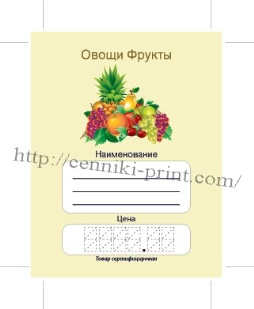 Овощи Фрукты
Наименование
http://cenniki-print.com/
Цена
Товар сертифицирован